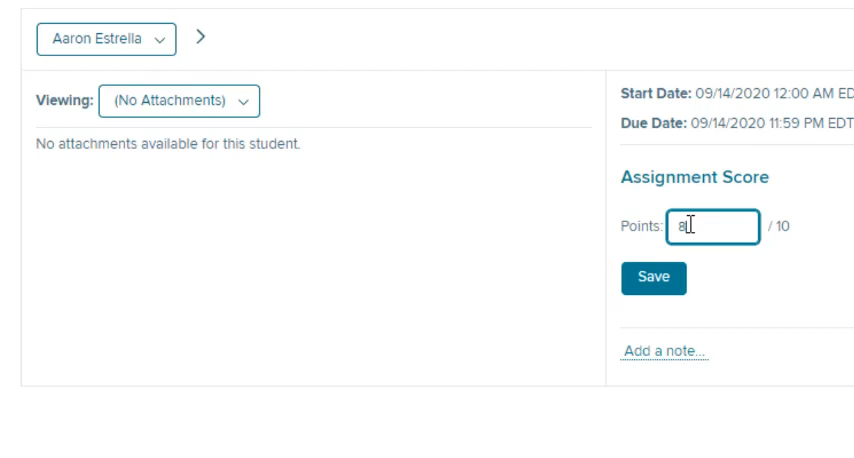 Aaron Estrella
Viewing: (No Attachments)
No attachments available for this student.
Start Date: 09/14/2020 12:00 AM ED
Due Date: 09/14/2020 11:59 PM EDT
Assignment Score
Points: 8 / 10
Save
Add a note...